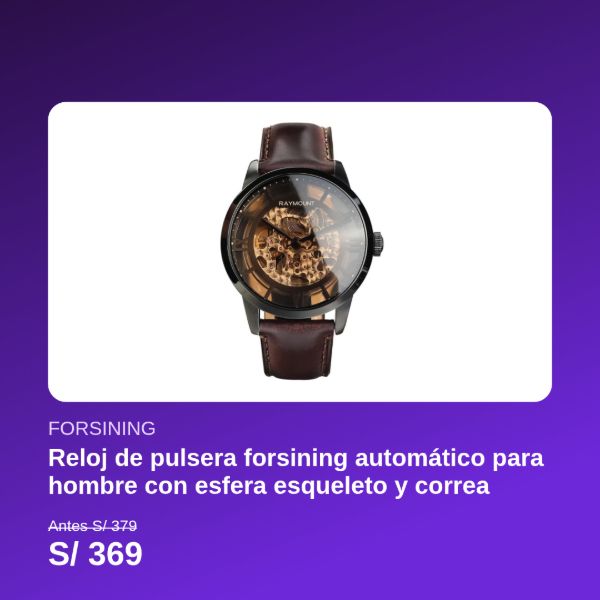 RAYMOUNT
FORSINING
Reloj de pulsera forsining automático para
hombre con esfera esqueleto y correa
Antes S/ 379
S/ 369